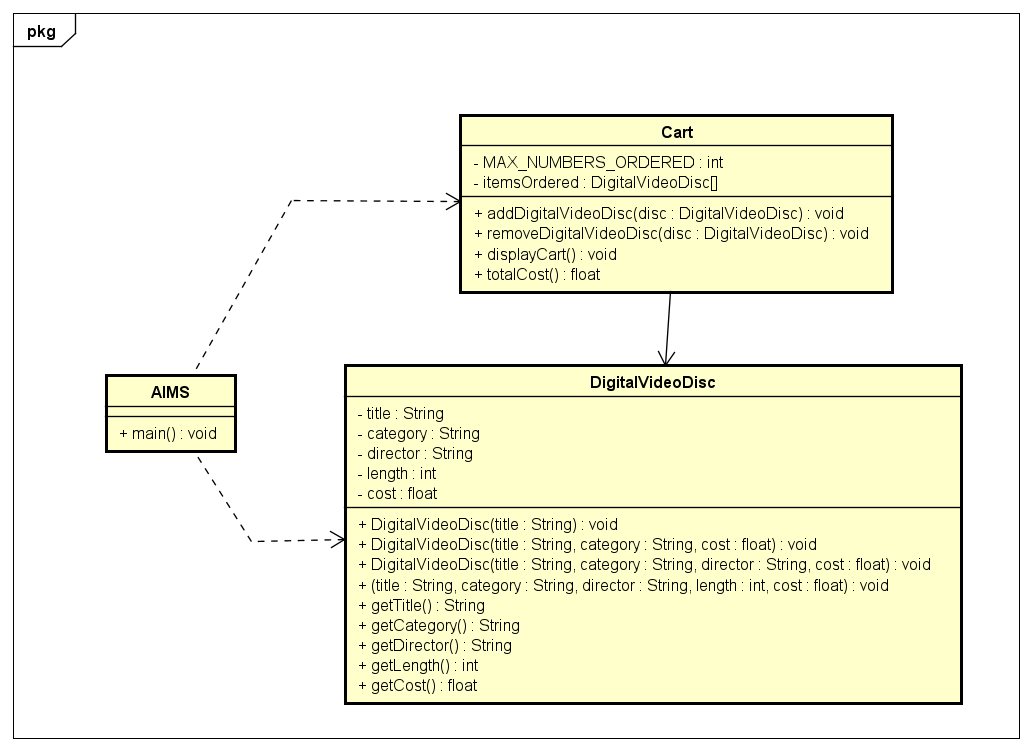 pkg
Cart
- MAX_NUMBERS_ORDERED : int
- itemsOrdered : DigitalVideoDisc[]
+ addDigitalVideoDisc(disc : DigitalVideoDisc) : void
+ removeDigitalVideoDisc(disc : DigitalVideoDisc) : void
+ displayCart() : void
+ totalCost() : float
AIMS
+ main() : void
DigitalVideoDisc
- title : String
- category : String
- director : String
- length : int
- cost : float
+ DigitalVideoDisc(title : String) : void
+ DigitalVideoDisc(title : String, category : String, cost : float) : void
+ DigitalVideoDisc(title : String, category : String, director : String, cost : float) : void
+ (title : String, category : String, director : String, length : int, cost : float) : void
+ getTitle() : String
+ getCategory() : String
+ getDirector() : String
+ getLength() : int
+ getCost() : float